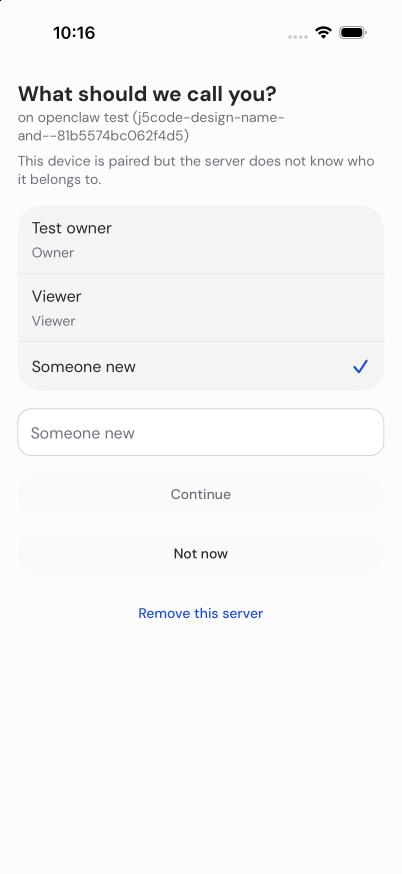 10:16
What should we call you?
on openclaw test (j5code-design-name-
and--81b5574bc062f4d5)
This device is paired but the server does not know who
it belongs to.
Test owner
Owner
Viewer
Viewer
Someone new
Someone new
Continue
Not now
Remove this server